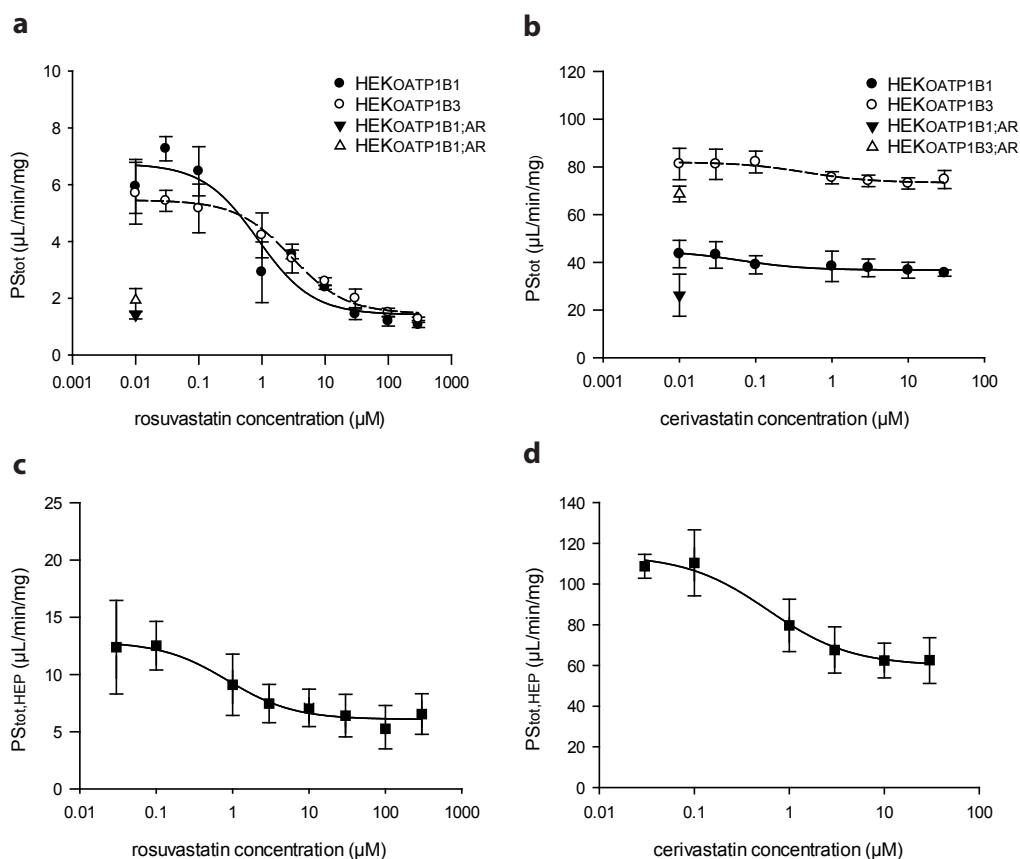 a
10
8
6
4
2
0
PStot (µL/min/mg)
HEKOATP1B1
HEKOATP1B3
HEKOATP1B1;AR
HEKOATP1B1;AR
0.001 0.01 0.1 1 10 100 1000
rosuvastatin concentration (µM)
b
120
100
80
60
40
20
0
PStot (µL/min/mg)
HEKOATP1B1
HEKOATP1B3
HEKOATP1B1;AR
HEKOATP1B3;AR
0.001 0.01 0.1 1 10 100
cerivastatin concentration (µM)
c
25
20
15
10
5
0
PStot,HEP (µL/min/mg)
0.01 0.1 1 10 100 1000
rosuvastatin concentration (µM)
d
140
120
100
80
60
40
20
0
PStot,HEP (µL/min/mg)
0.01 0.1 1 10 100
cerivastatin concentration (µM)